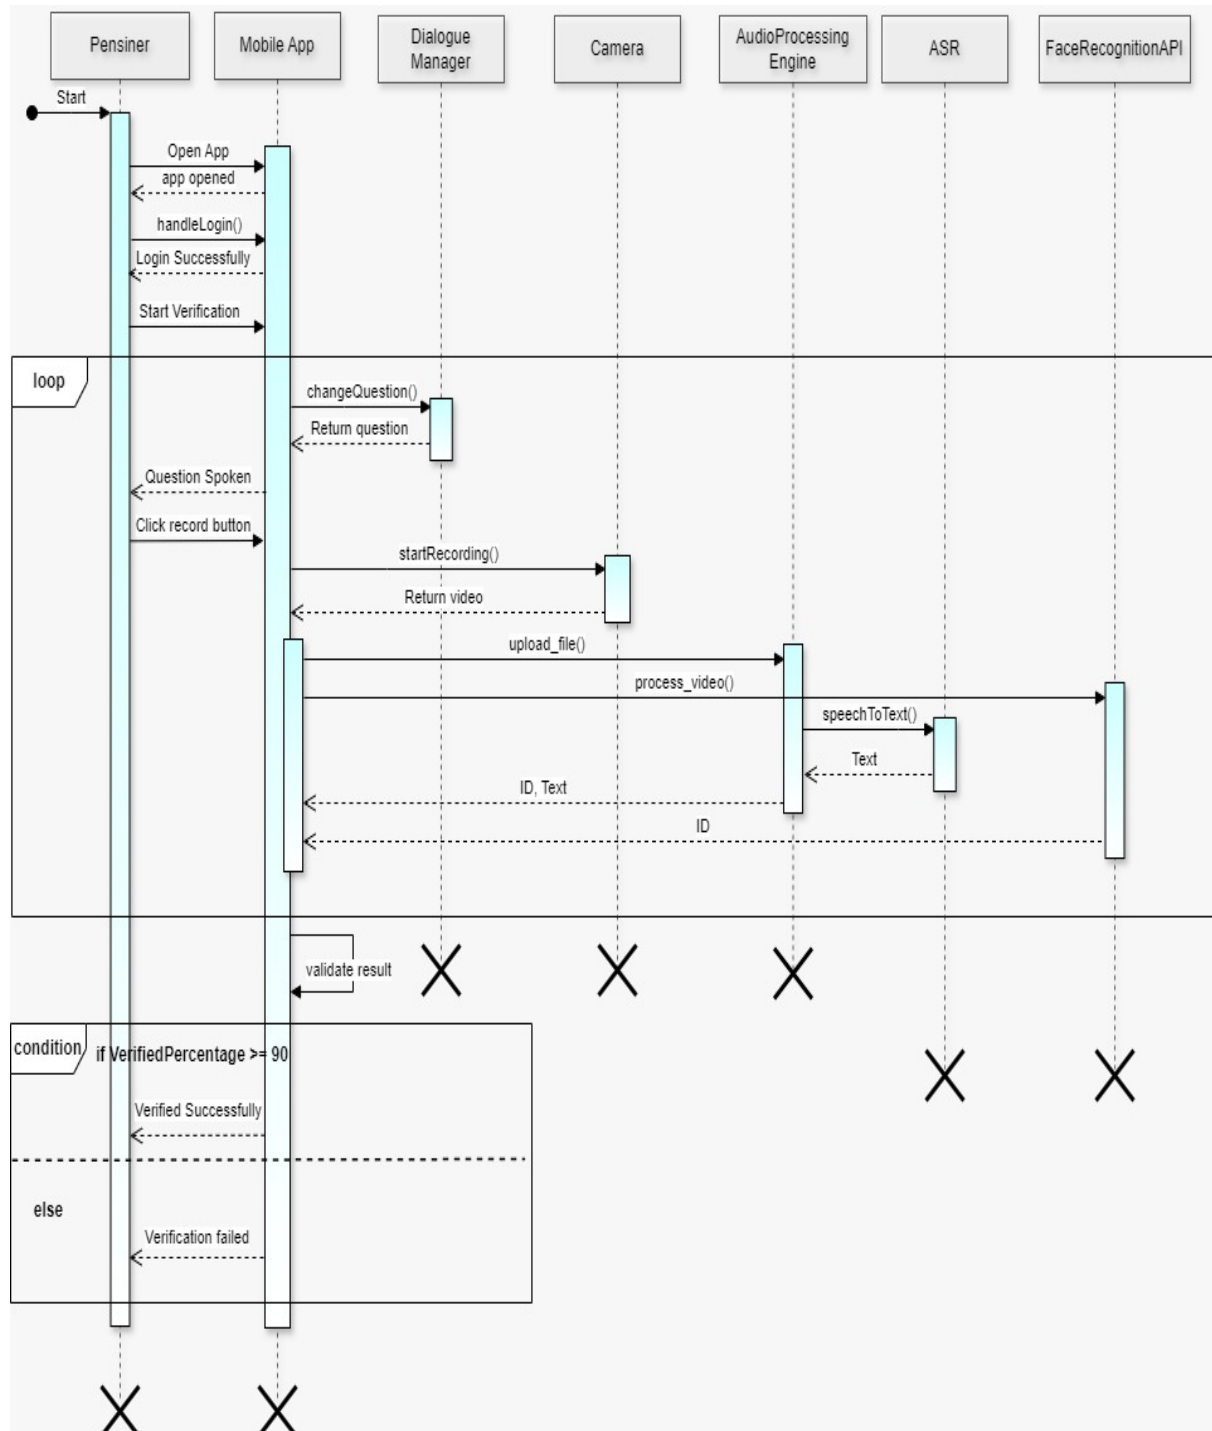 Pensiner
Mobile App
Dialogue
Manager
Camera
AudioProcessing
Engine
ASR
FaceRecognitionAPI
Start
Open App
app opened
handleLogin()
Login Successfully
Start Verification
loop
changeQuestion()
Return question
Question Spoken
Click record button
startRecording()
Return video
upload_file()
process_video()
speechToText()
Text
ID, Text
ID
validate result
condition
if VerifiedPercentage >= 90
Verified Successfully
else
Verification failed